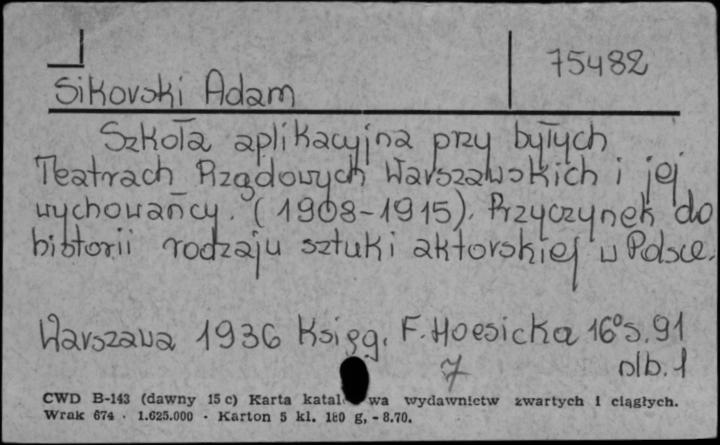 75482
Sikorski Adam
Szkoła aplikacyjna przy byłych
Teatrach Rządowych Warszawskich i jej
wychowańcy. (1908-1915). Przyczynek do
historii rodzaju sztuki aktorskiej w Polsce.
Warszawa 1936 Księg. F. Hoesicka 16° s. 91
nlb. 1
7
CWD B-143 (dawny 15 c) Karta katal wa wydawnictw zwartych i ciągłych.
Wrak 674 · 1.625.000 · Karton 5 kl. 180 g, - 8.70.